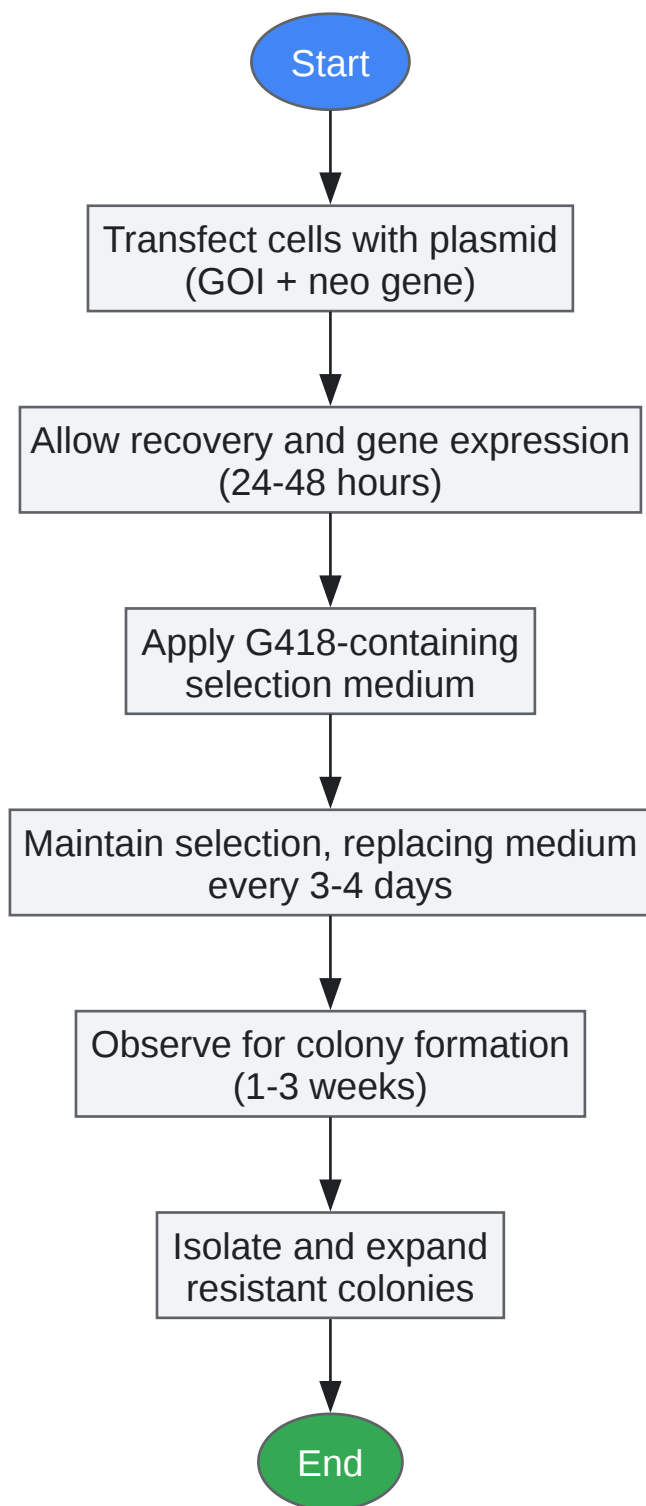 Start
Transfect cells with plasmid
(GOI + neo gene)
Allow recovery and gene expression
(24-48 hours)
Apply G418-containing
selection medium
Maintain selection, replacing medium
every 3-4 days
Observe for colony formation
(1-3 weeks)
Isolate and expand
resistant colonies
End